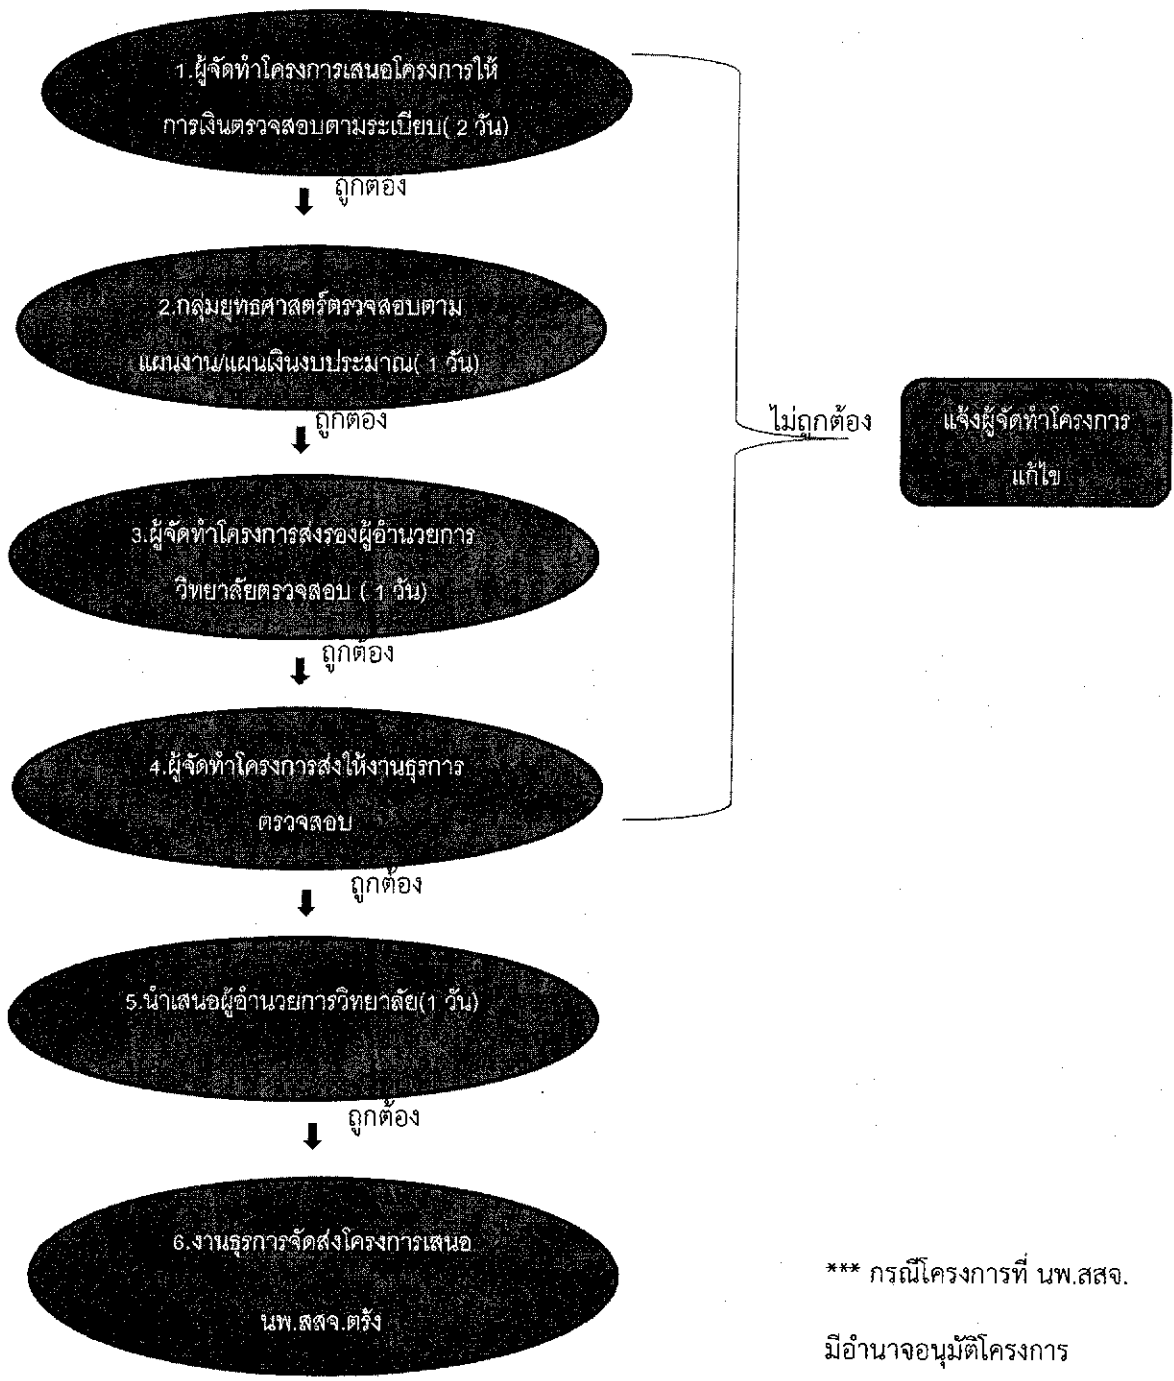 1.ผู้จัดทำโครงการเสนอโครงการให้
การเงินตรวจสอบตามระเบียบ( 2 วัน)
ถูกต้อง
2.กลุ่มยุทธศาสตร์ตรวจสอบตาม
แผนงาน/แผนเงินงบประมาณ( 1 วัน)
ถูกต้อง
ไม่ถูกต้อง
แจ้งผู้จัดทำโครงการ
แก้ไข
3.ผู้จัดทำโครงการส่งรองผู้อำนวยการ
วิทยาลัยตรวจสอบ ( 1 วัน)
ถูกต้อง
4.ผู้จัดทำโครงการส่งให้งานธุรการ
ตรวจสอบ
ถูกต้อง
5.นำเสนอผู้อำนวยการวิทยาลัย(1 วัน)
ถูกต้อง
6.งานธุรการจัดส่งโครงการเสนอ
นพ.สสจ.ตรัง
*** กรณีโครงการที่ นพ.สสจ.
มีอำนาจอนุมัติโครงการ